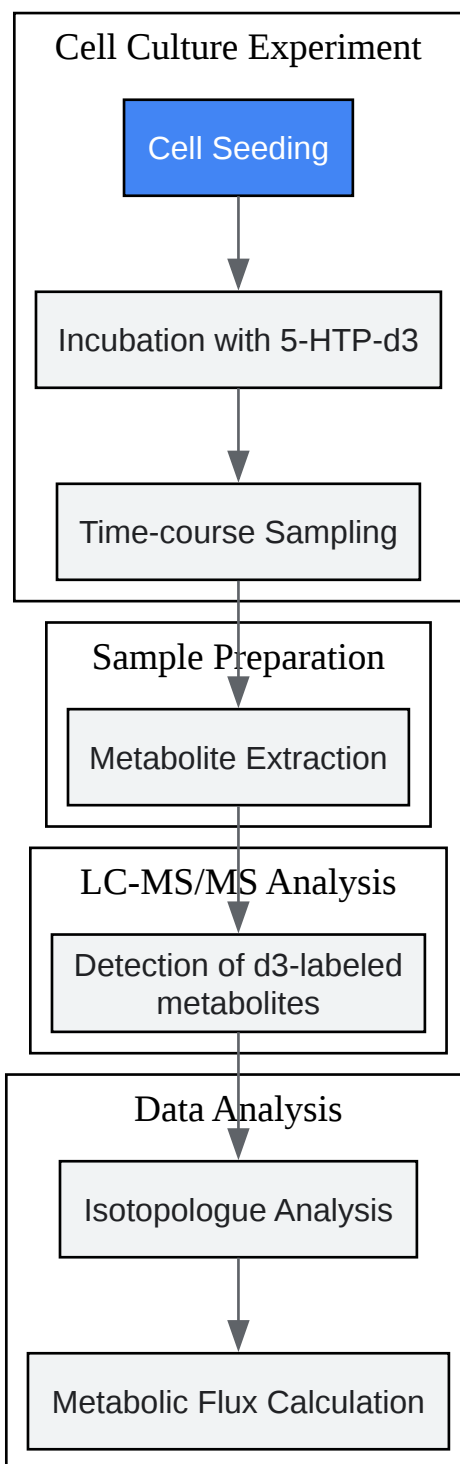 Cell Culture Experiment
Cell Seeding
Incubation with 5-HTP-d3
Time-course Sampling
Sample Preparation
Metabolite Extraction
LC-MS/MS Analysis
Detection of d3-labeled
metabolites
Data Analysis
Isotopologue Analysis
Metabolic Flux Calculation